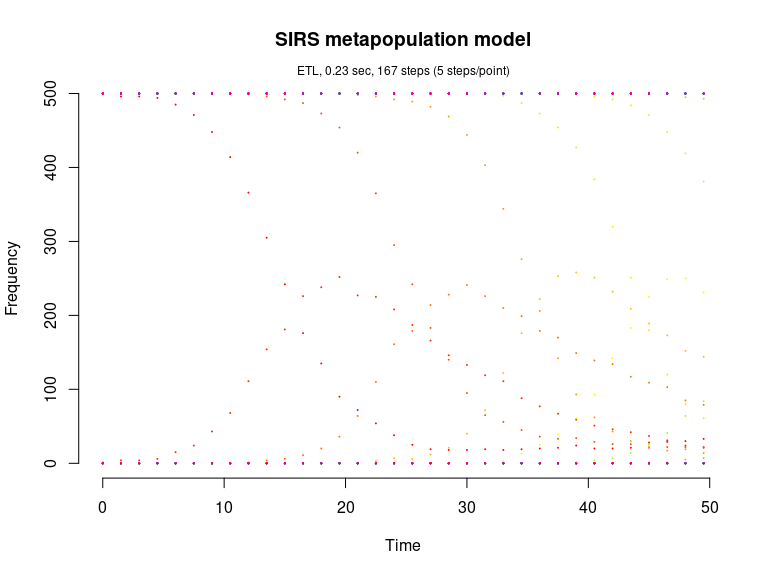 SIRS metapopulation model
ETL, 0.23 sec, 167 steps (5 steps/point)
Frequency
500
400
300
200
100
0
0 10 20 30 40 50
Time